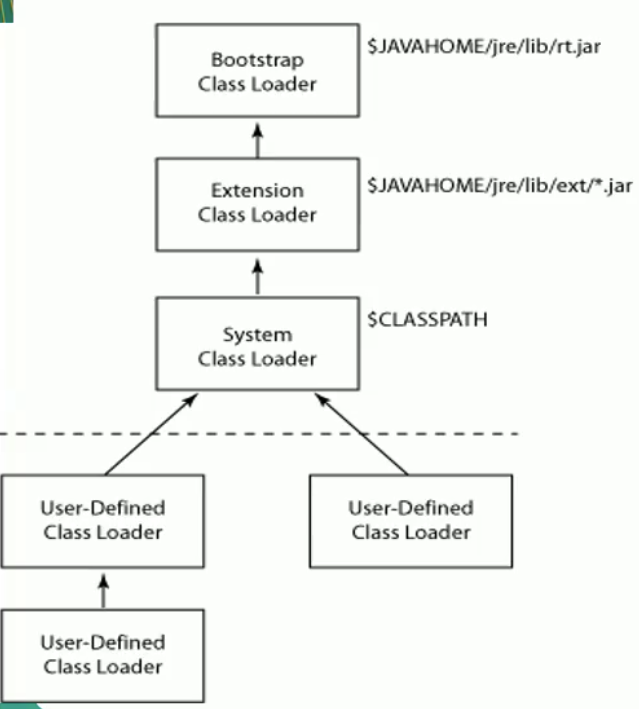 Bootstrap
Class Loader
$JAVAHOME/jre/lib/rt.jar
Extension
Class Loader
$JAVAHOME/jre/lib/ext/*.jar
System
Class Loader
$CLASSPATH
User-Defined
Class Loader
User-Defined
Class Loader
User-Defined
Class Loader